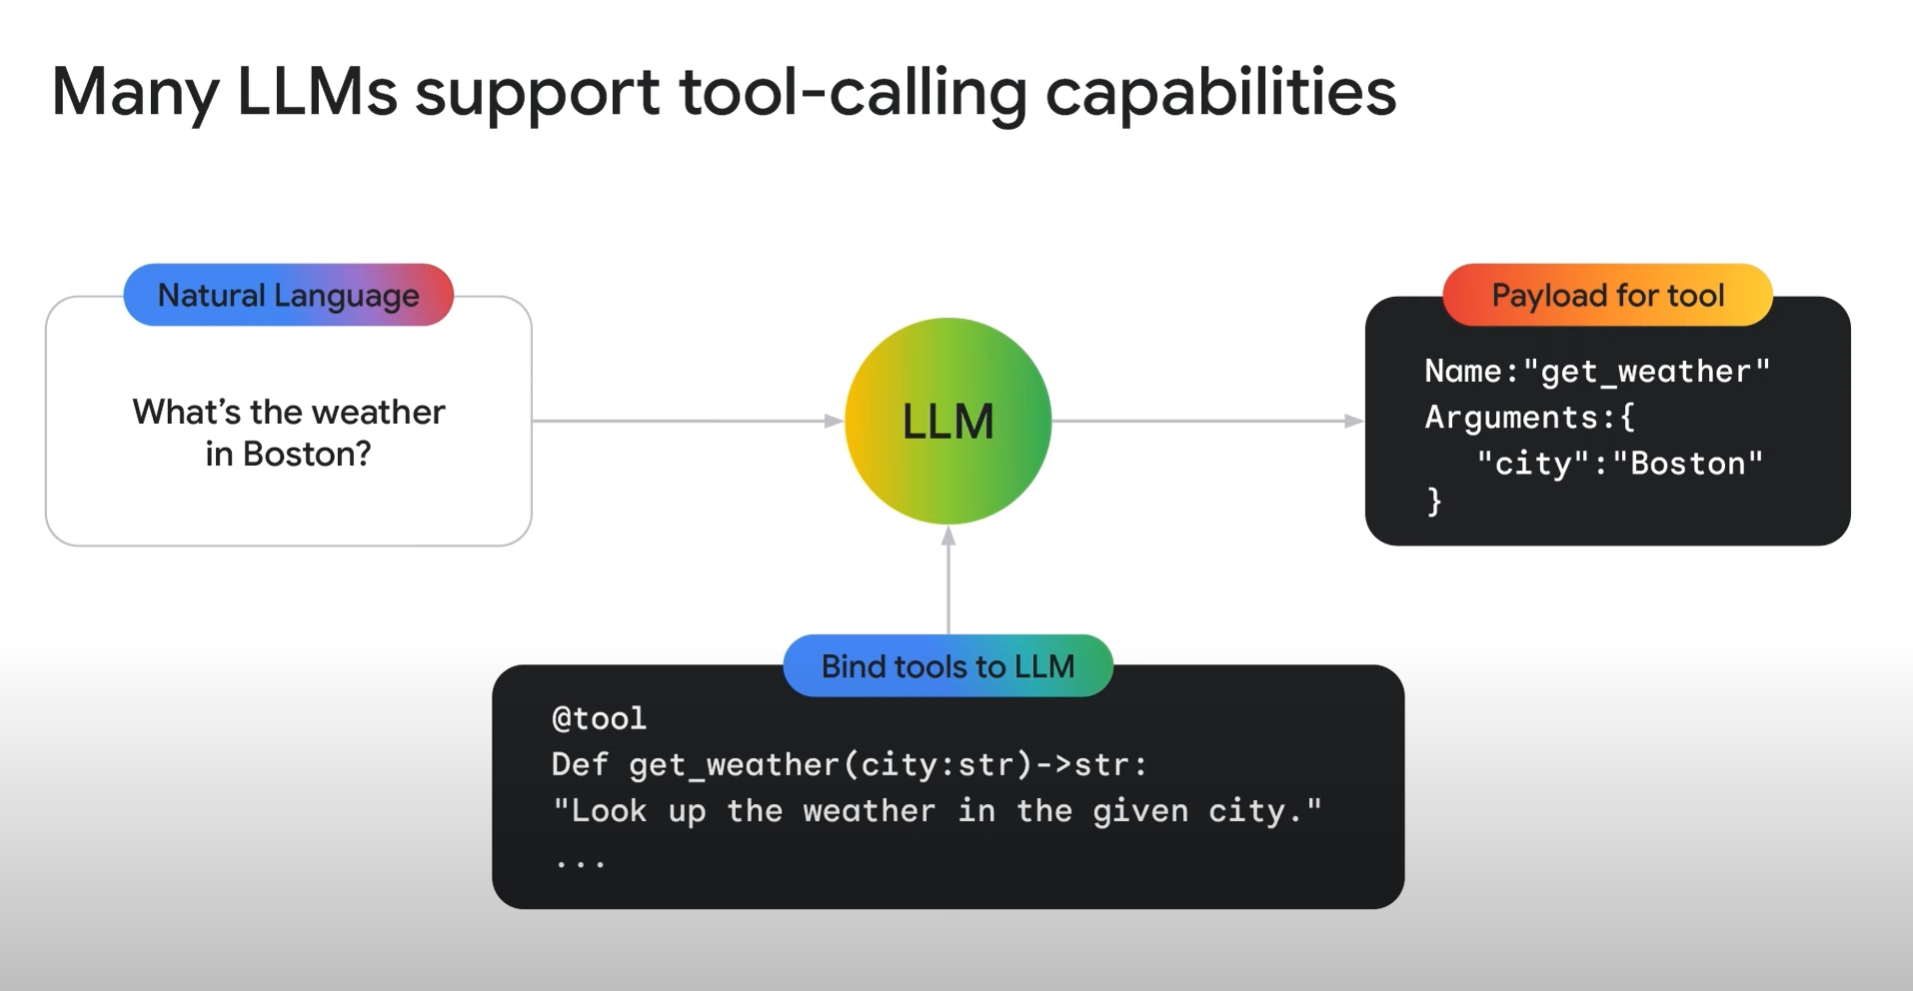 Many LLMs support tool-calling capabilities
Natural Language
What’s the weather
in Boston?
LLM
Payload for tool
Name:"get_weather"
Arguments:{
"city":"Boston"
}
Bind tools to LLM
@tool
Def get_weather(city:str)->str:
"Look up the weather in the given city."
...